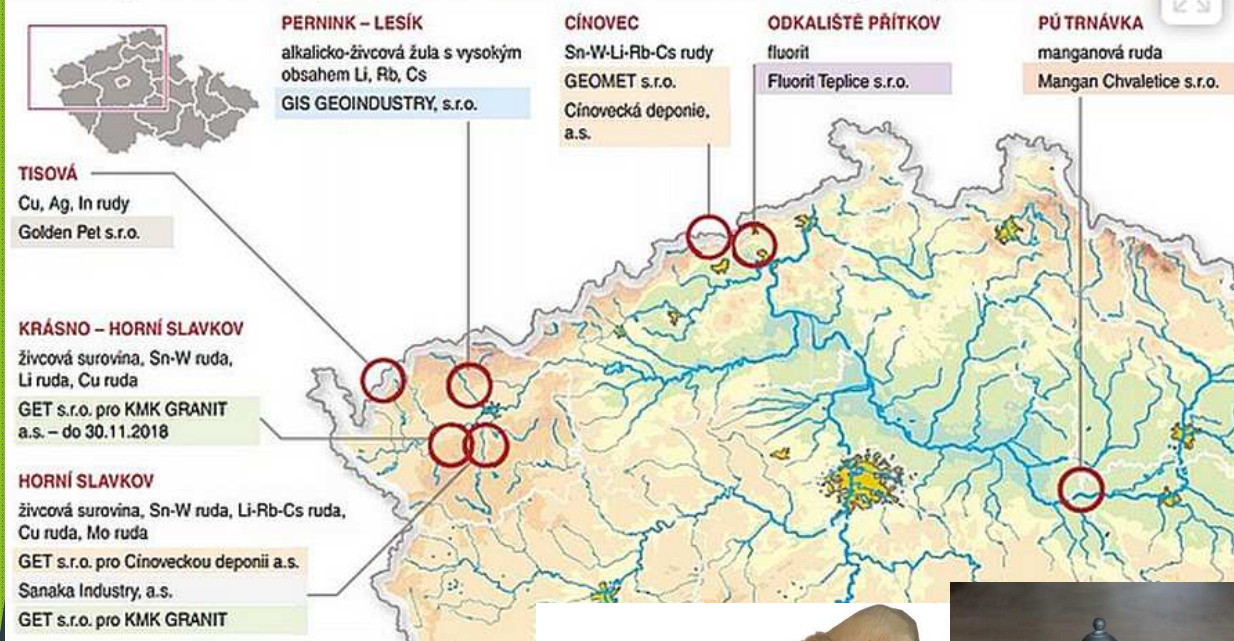 PERNINK – LESÍK
alkalicko-živcová žula s vysokým
obsahem Li, Rb, Cs
GIS GEOINDUSTRY, s.r.o.
CÍNOVEC
Sn-W-Li-Rb-Cs rudy
GEOMET s.r.o.
Cínovecká deponie,
a.s.
ODKALIŠTĚ PŘÍTKOV
fluorit
Fluorit Teplice s.r.o.
PÚ TRNÁVKA
manganová ruda
Mangan Chvaletice s.r.o.
TISOVÁ
Cu, Ag, In rudy
Golden Pet s.r.o.
KRÁSNO – HORNÍ SLAVKOV
živcová surovina, Sn-W ruda,
Li ruda, Cu ruda
GET s.r.o. pro KMK GRANIT
a.s. – do 30.11.2018
HORNÍ SLAVKOV
živcová surovina, Sn-W ruda, Li-Rb-Cs ruda,
Cu ruda, Mo ruda
GET s.r.o. pro Cínoveckou deponii a.s.
Sanaka Industry, a.s.
GET s.r.o. pro KMK GRANIT